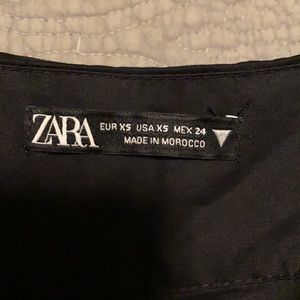 ZARA
EUR XS USA XS MEX 24
MADE IN MOROCCO